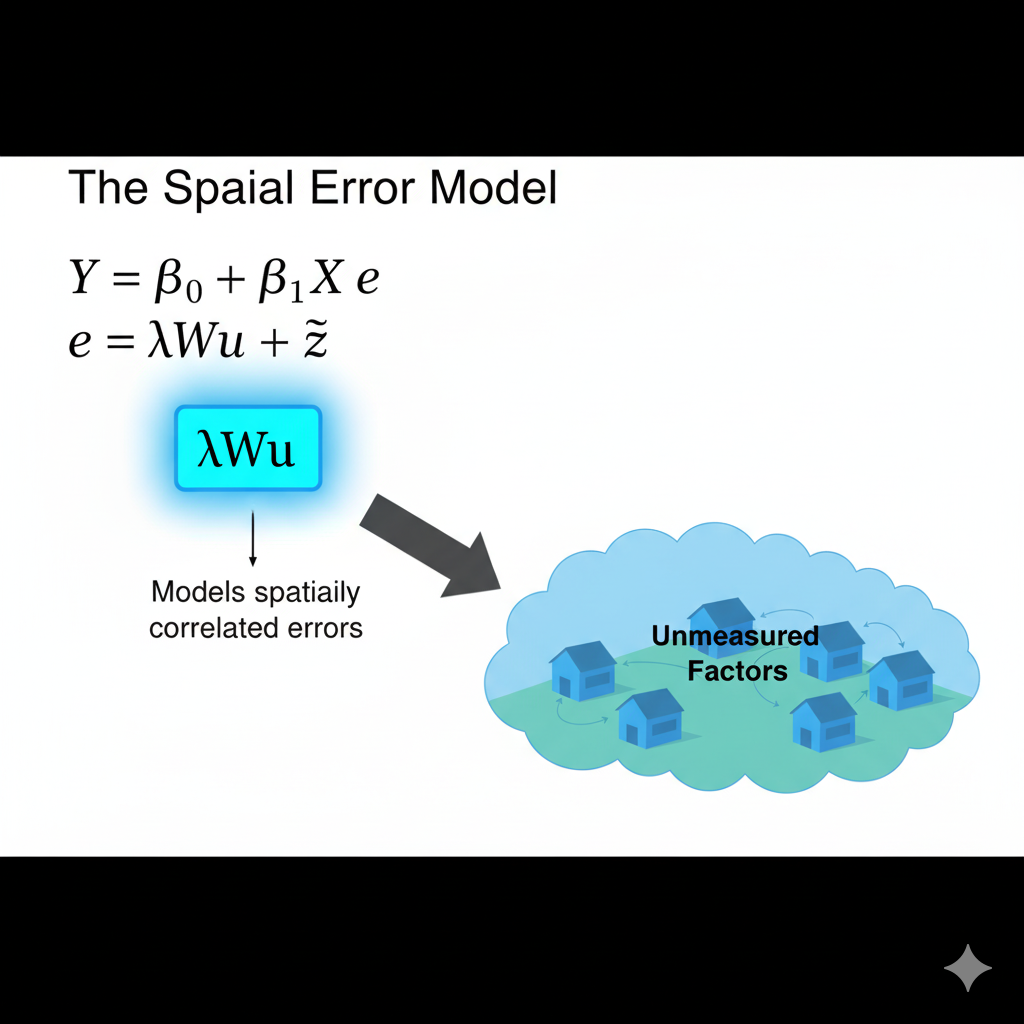 The Spaial Error Model
Y = β₀ + β₁X e
e = λWu + z̃
λWu
Models spatiaily
correlated errors
Unmeasured
Factors